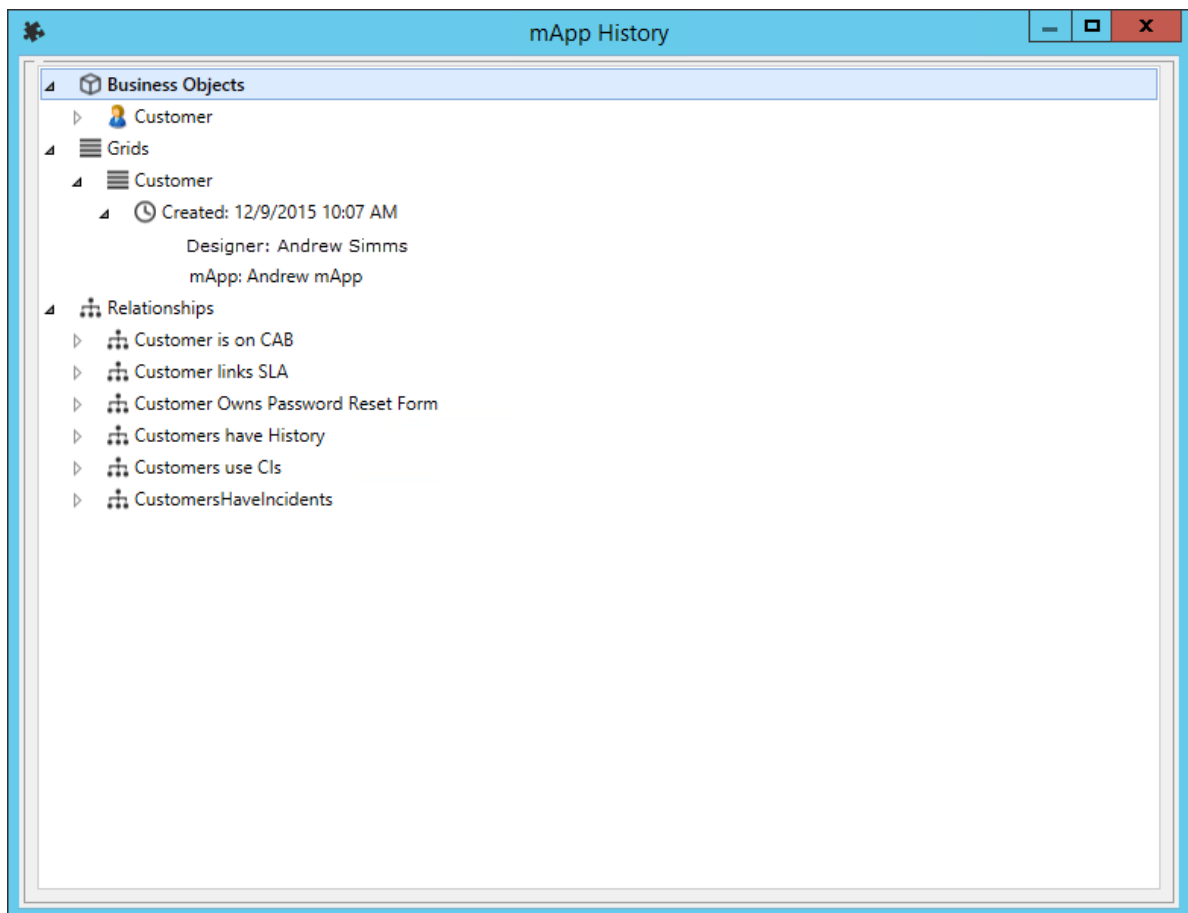 mApp History
Business Objects
Customer
Grids
Customer
Created: 12/9/2015 10:07 AM
Designer: Andrew Simms
mApp: Andrew mApp
Relationships
Customer is on CAB
Customer links SLA
Customer Owns Password Reset Form
Customers have History
Customers use CIs
CustomersHaveIncidents